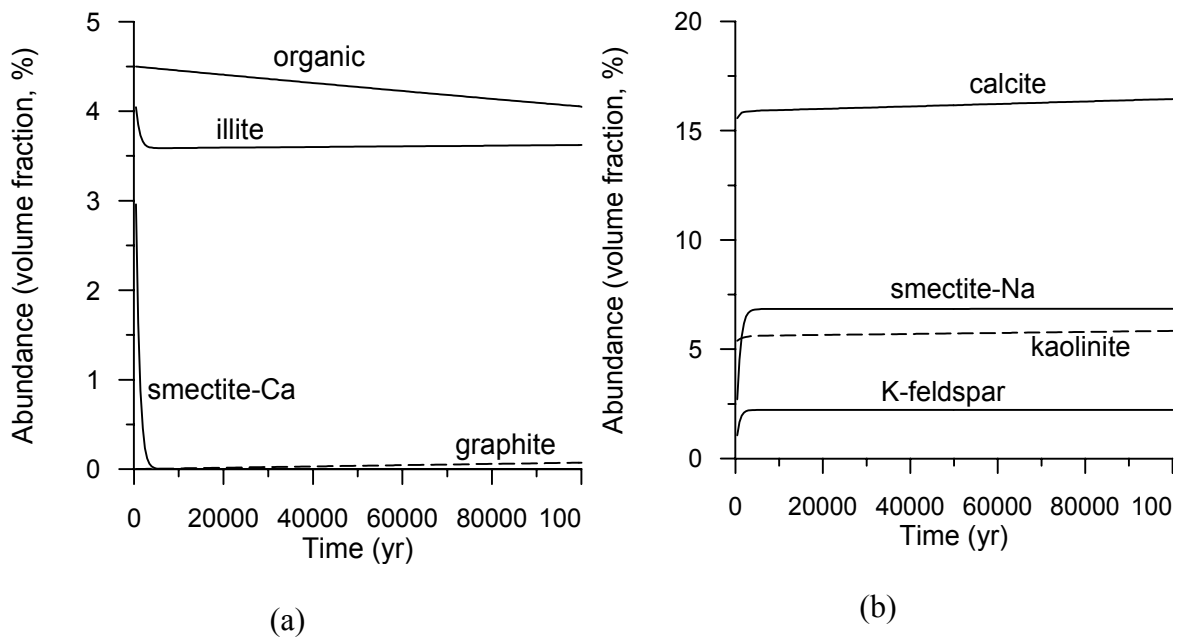 Abundance (volume fraction, %)
5
4
3
2
1
0
organic
illite
smectite-Ca
graphite
0 20000 40000 60000 80000 100
Time (yr)
(a)
Abundance (volume fraction, %)
20
15
10
5
0
calcite
smectite-Na
kaolinite
K-feldspar
0 20000 40000 60000 80000 100
Time (yr)
(b)